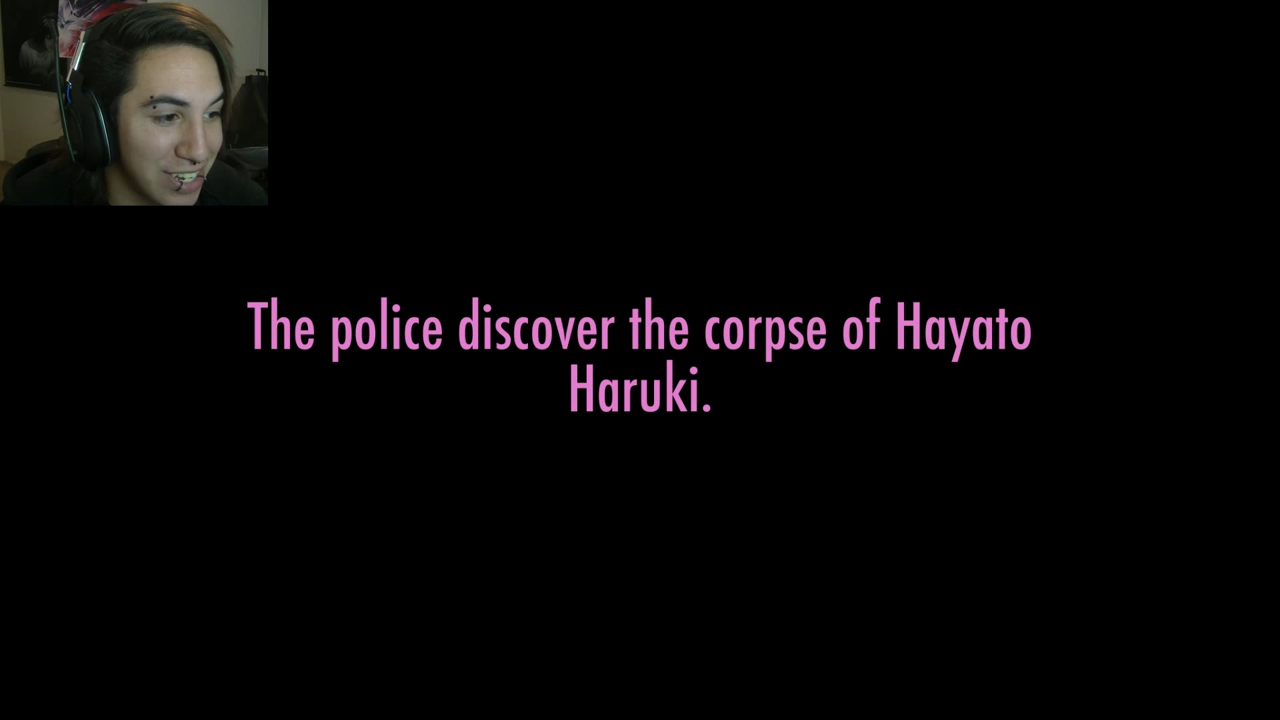 The police discover the corpse of Hayato
Haruki.